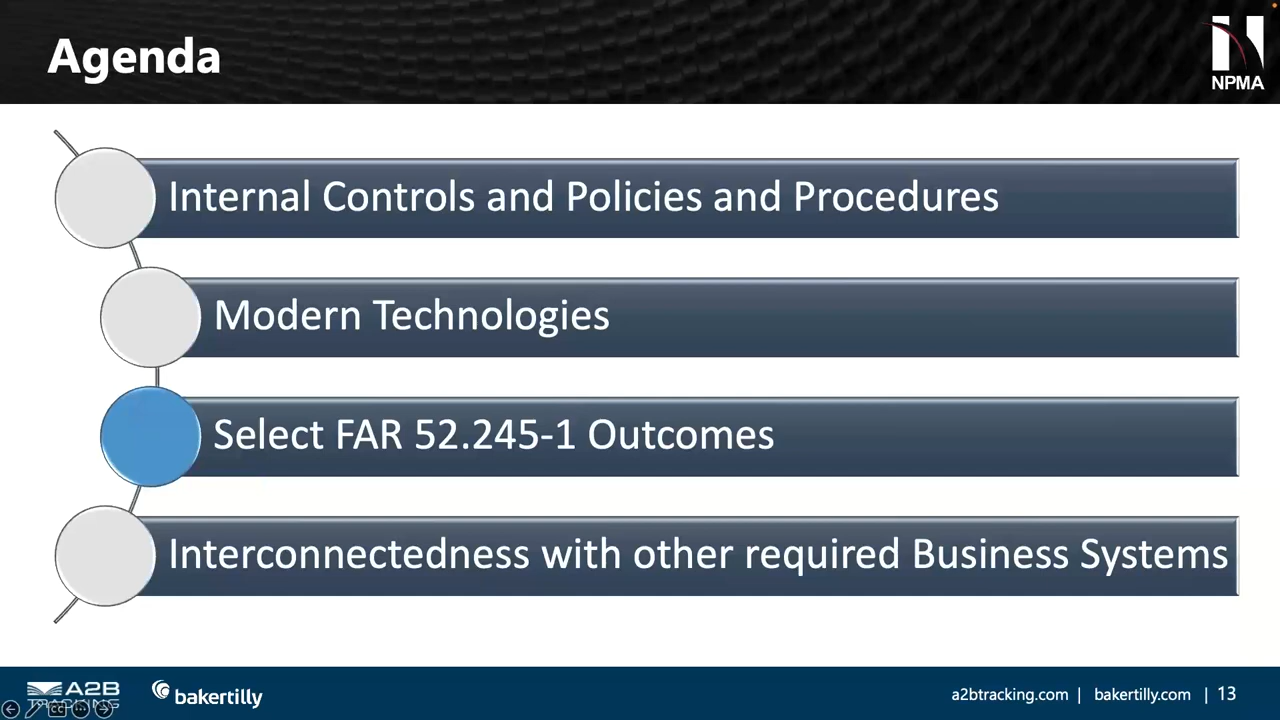 Agenda
NPMA
Internal Controls and Policies and Procedures
Modern Technologies
Select FAR 52.245-1 Outcomes
Interconnectedness with other required Business Systems
A2B
TRACKING
bakertilly
a2btracking.com | bakertilly.com | 13